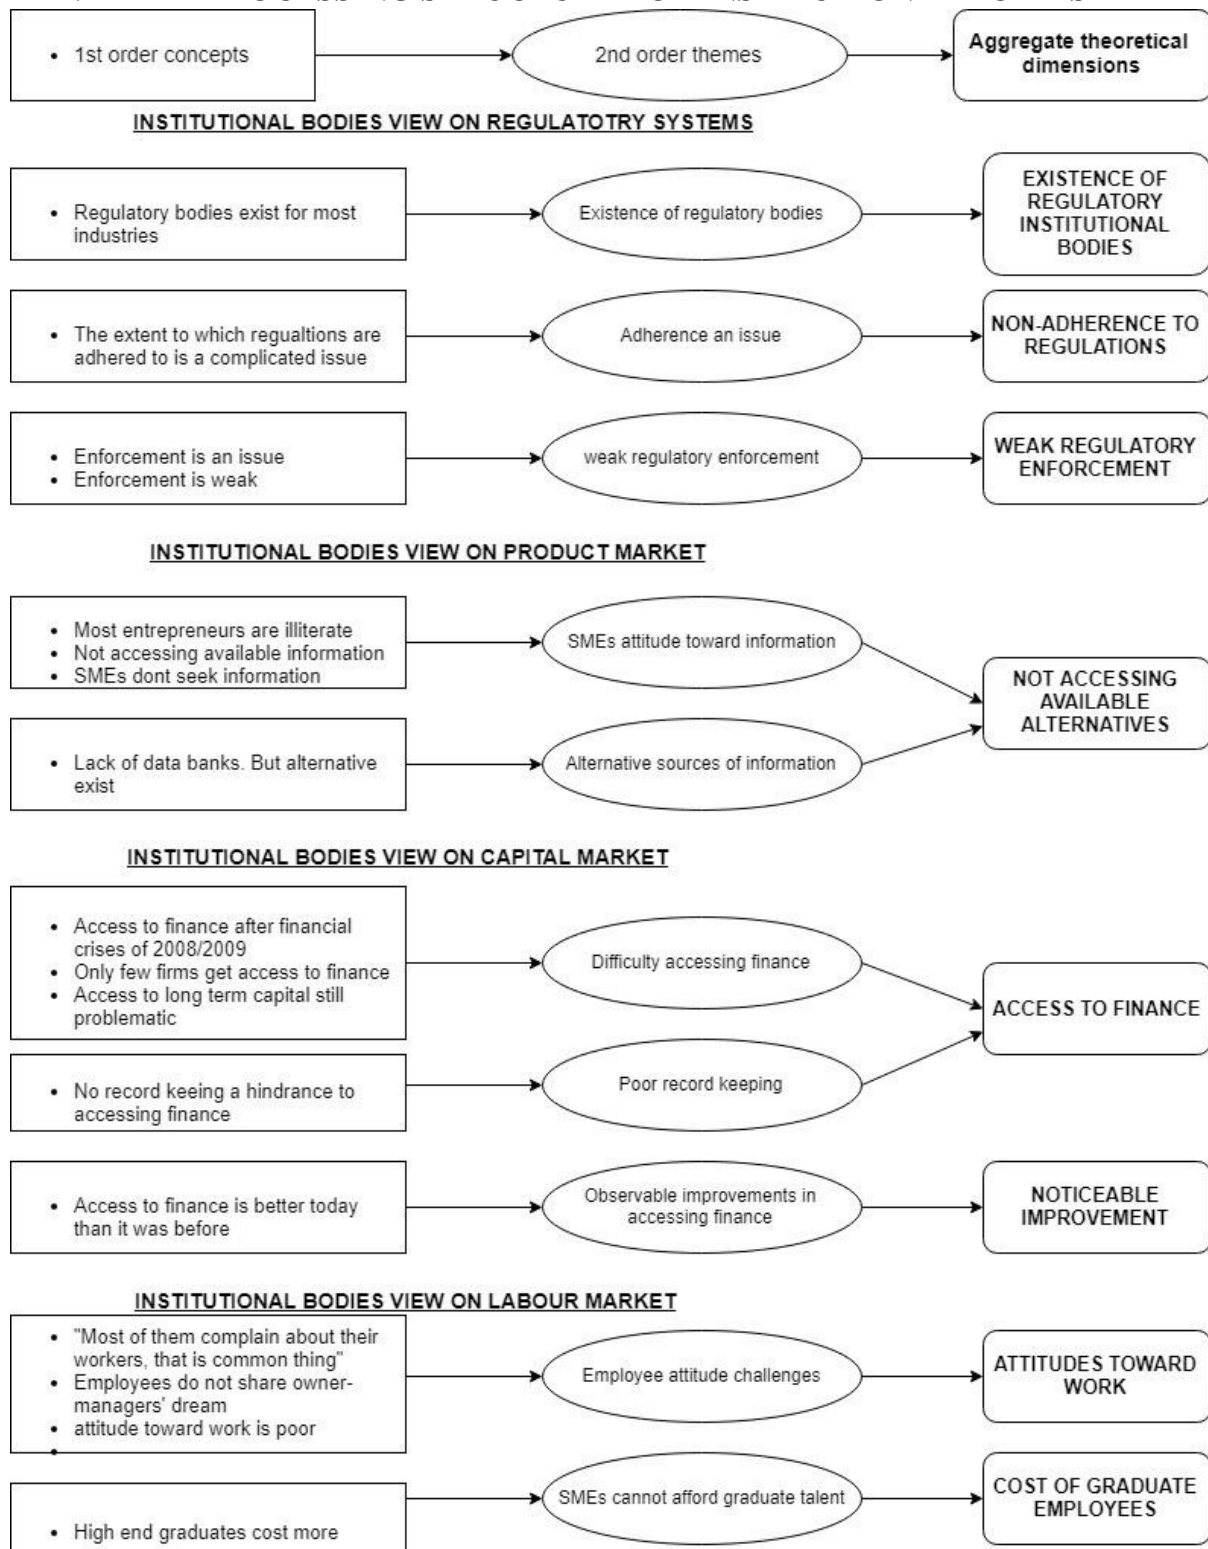 • 1st order concepts
2nd order themes
Aggregate theoretical
dimensions
INSTITUTIONAL BODIES VIEW ON REGULATOTRY SYSTEMS
• Regulatory bodies exist for most
industries
Existence of regulatory bodies
EXISTENCE OF
REGULATORY
INSTITUTIONAL
BODIES
• The extent to which regualtions are
adhered to is a complicated issue
Adherence an issue
NON-ADHERENCE TO
REGULATIONS
• Enforcement is an issue
• Enforcement is weak
weak regulatory enforcement
WEAK REGULATORY
ENFORCEMENT
INSTITUTIONAL BODIES VIEW ON PRODUCT MARKET
• Most entrepreneurs are illiterate
• Not accessing available information
• SMEs dont seek information
SMEs attitude toward information
• Lack of data banks. But alternative
exist
Alternative sources of information
NOT ACCESSING
AVAILABLE
ALTERNATIVES
INSTITUTIONAL BODIES VIEW ON CAPITAL MARKET
• Access to finance after financial
crises of 2008/2009
• Only few firms get access to finance
• Access to long term capital still
problematic
Difficulty accessing finance
• No record keeing a hindrance to
accessing finance
Poor record keeping
ACCESS TO FINANCE
• Access to finance is better today
than it was before
Observable improvements in
accessing finance
NOTICEABLE
IMPROVEMENT
INSTITUTIONAL BODIES VIEW ON LABOUR MARKET
• "Most of them complain about their
workers, that is common thing"
• Employees do not share owner-
managers' dream
• attitude toward work is poor
•
Employee attitude challenges
ATTITUDES TOWARD
WORK
• High end graduates cost more
SMEs cannot afford graduate talent
COST OF GRADUATE
EMPLOYEES